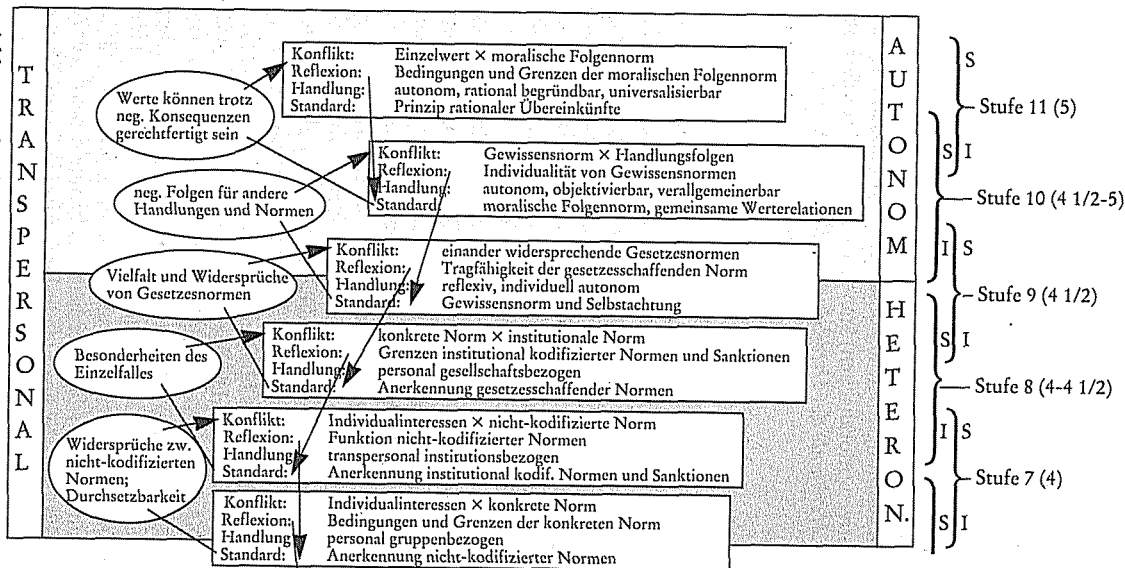 TRANSPERSONAL
Werte können trotz
neg. Konsequenzen
gerechtfertigt sein
Konflikt: Einzelwert × moralische Folgennorm
Reflexion: Bedingungen und Grenzen der moralischen Folgennorm
Handlung: autonom, rational begründbar, universalisierbar
Standard: Prinzip rationaler Übereinkünfte
neg. Folgen für andere
Handlungen und Normen
Konflikt: Gewissensnorm × Handlungsfolgen
Reflexion: Individualität von Gewissensnormen
Handlung: autonom, objektivierbar, verallgemeinerbar
Standard: moralische Folgennorm, gemeinsame Werterelationen
Vielfalt und Widersprüche
von Gesetzesnormen
Konflikt: einander widersprechende Gesetzesnormen
Reflexion: Tragfähigkeit der gesetzesschaffenden Norm
Handlung: reflexiv, individuell autonom
Standard: Gewissensnorm und Selbstachtung
Besonderheiten des
Einzelfalles
Konflikt: konkrete Norm × institutionale Norm
Reflexion: Grenzen institutional kodifizierter Normen und Sanktionen
Handlung: personal gesellschaftsbezogen
Standard: Anerkennung gesetzesschaffender Normen
Widersprüche zw.
nicht-kodifizierten
Normen;
Durchsetzbarkeit
Konflikt: Individualinteressen × nicht-kodifizierte Norm
Reflexion: Funktion nicht-kodifizierter Normen
Handlung transpersonal institutionsbezogen
Standard: Anerkennung institutional kodif. Normen und Sanktionen
Konflikt: Individualinteressen × konkrete Norm
Reflexion: Bedingungen und Grenzen der konkreten Norm
Handlung personal gruppenbezogen
Standard: Anerkennung nicht-kodifizierter Normen
AUTONOM
HETERON.
S
I
Stufe 11 (5)
S
I
Stufe 10 (4 1/2-5)
S
I
Stufe 9 (4 1/2)
S
I
Stufe 8 (4-4 1/2)
S
I
Stufe 7 (4)
S